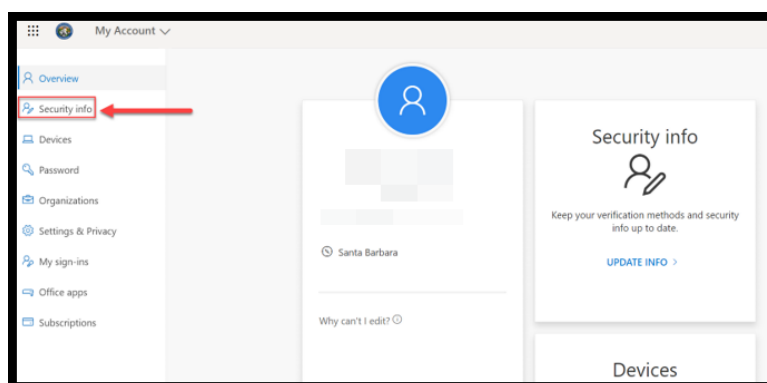 My Account
Overview
Security info
Devices
Password
Organizations
Settings & Privacy
My sign-ins
Office apps
Subscriptions
Santa Barbara
Why can't I edit?
Security info
Keep your verification methods and security
info up to date.
UPDATE INFO
Devices